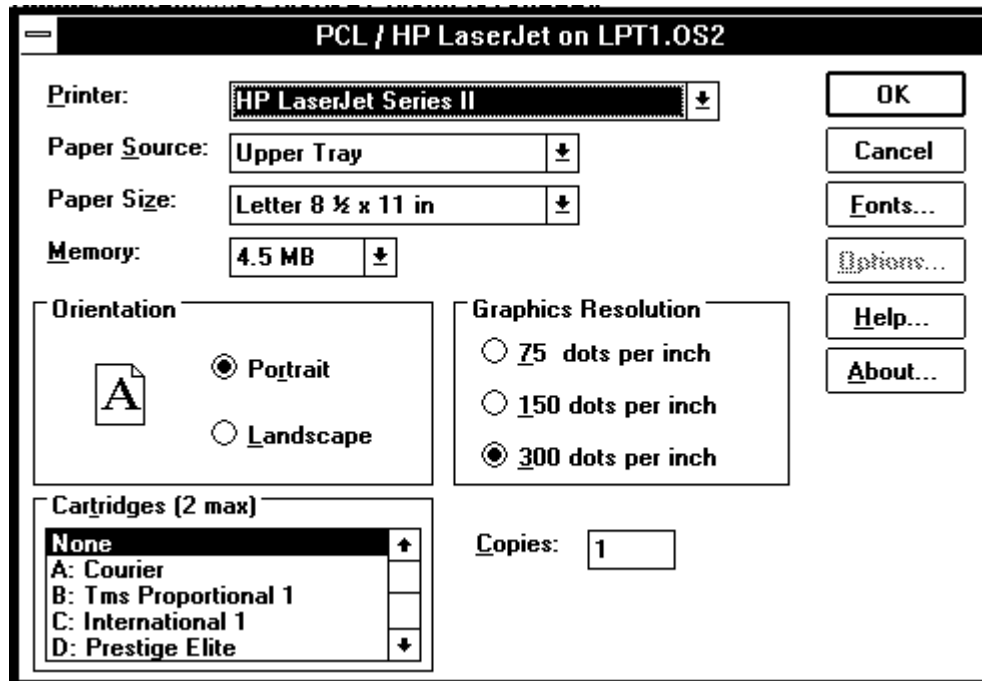 PCL / HP LaserJet on LPT1.OS2
Printer: HP LaserJet Series II
OK
Paper Source: Upper Tray
Cancel
Paper Size: Letter 8 ½ x 11 in
Fonts...
Memory: 4.5 MB
Options...
Help...
About...
Orientation
A
Portrait
Landscape
Graphics Resolution
75 dots per inch
150 dots per inch
300 dots per inch
Cartridges (2 max)
None
A: Courier
B: Tms Proportional 1
C: International 1
D: Prestige Elite
Copies: 1